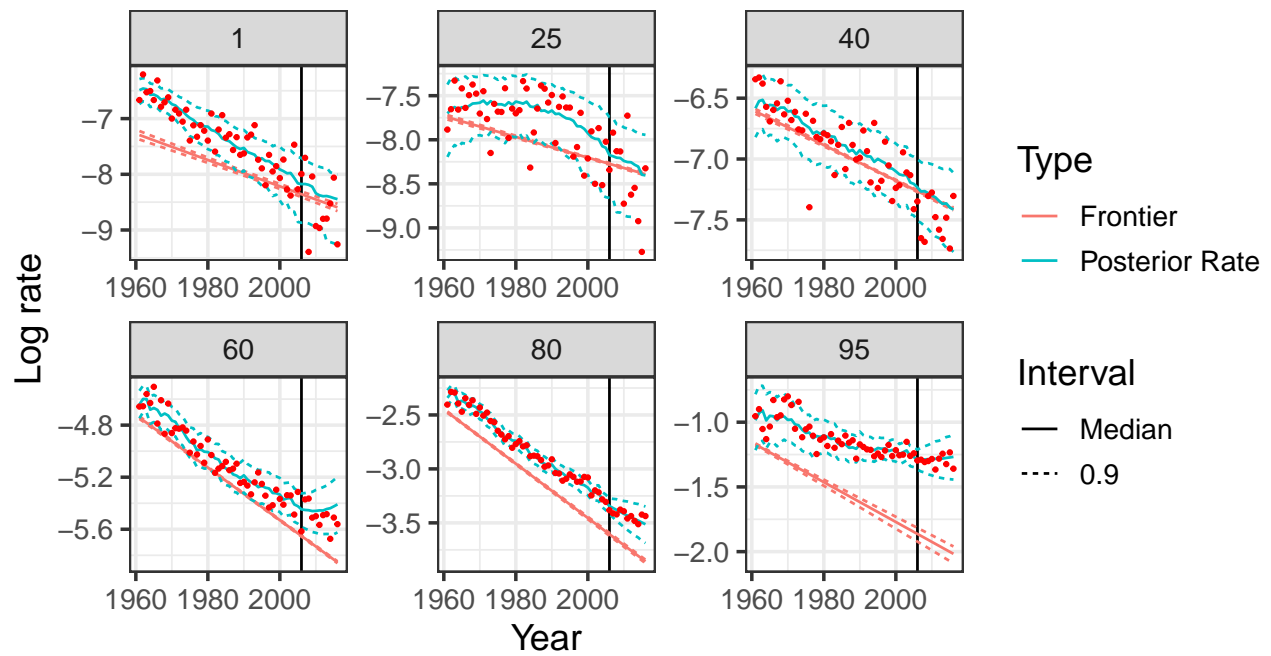 1 25 40
−7 −8 −9
−7.5 −8.0 −8.5 −9.0
−6.5 −7.0 −7.5
1960 1980 2000 1960 1980 2000 1960 1980 2000
60 80 95
−4.8 −5.2 −5.6
−2.5 −3.0 −3.5
−1.0 −1.5 −2.0
1960 1980 2000 1960 1980 2000 1960 1980 2000
Log rate
Year
Type
Frontier
Posterior Rate
Interval
Median
0.9